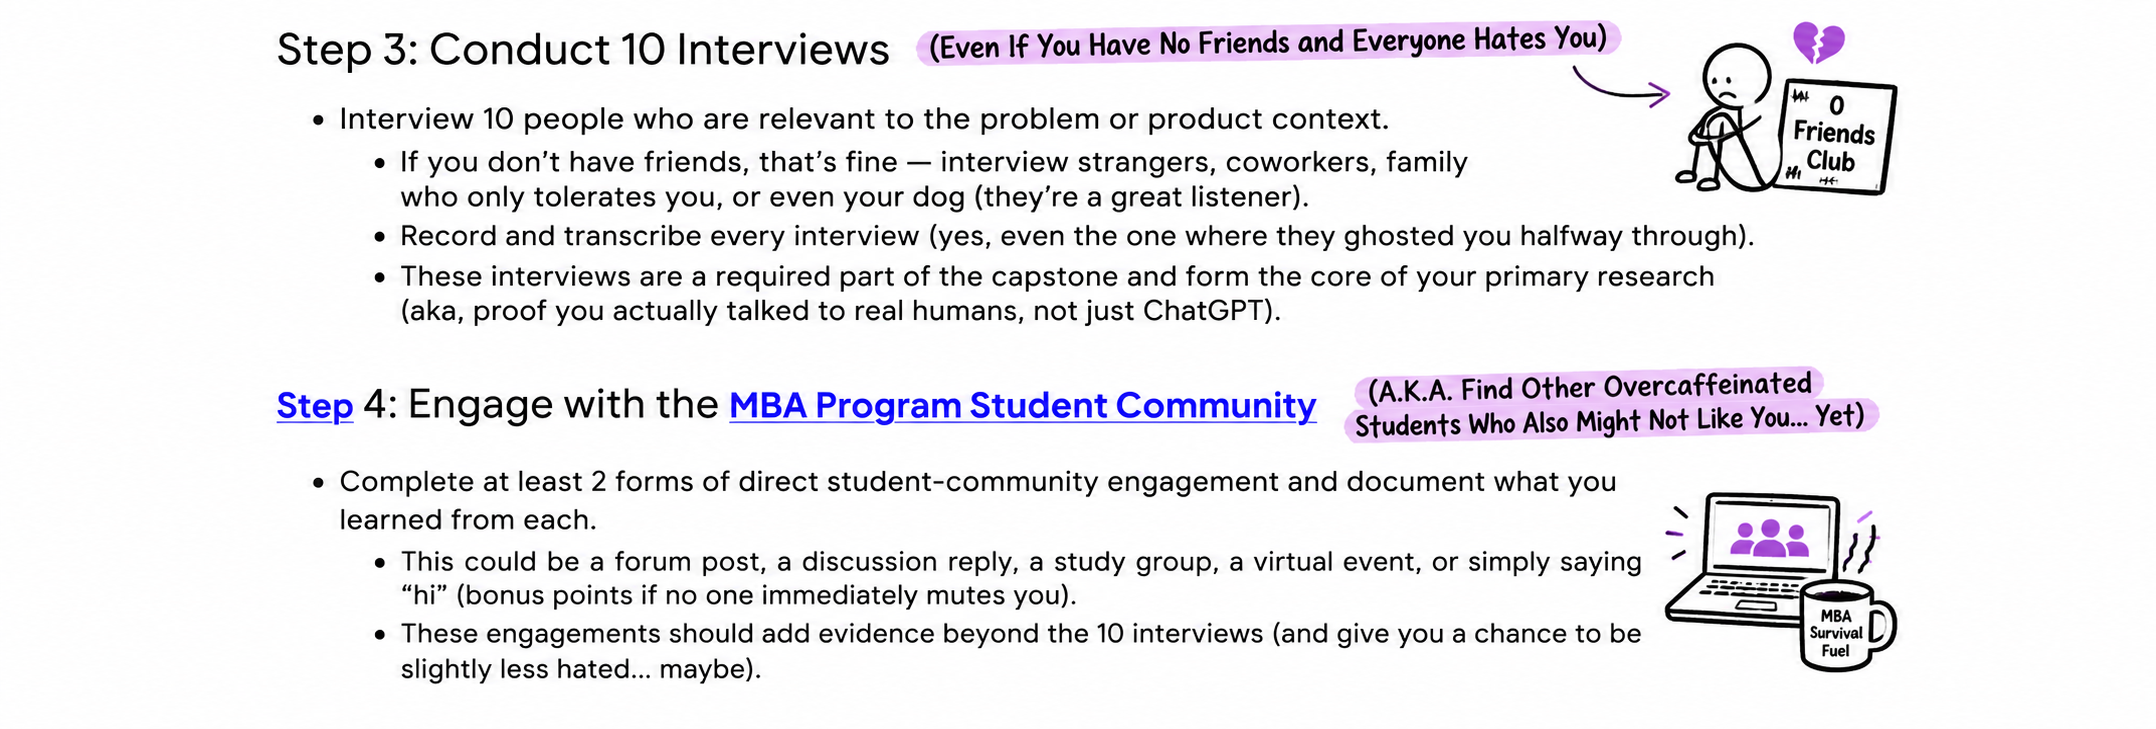 Step 3: Conduct 10 Interviews (Even If You Have No Friends and Everyone Hates You)
0
Friends
Club
• Interview 10 people who are relevant to the problem or product context.
• If you don’t have friends, that’s fine — interview strangers, coworkers, family
who only tolerates you, or even your dog (they’re a great listener).
• Record and transcribe every interview (yes, even the one where they ghosted you halfway through).
• These interviews are a required part of the capstone and form the core of your primary research
(aka, proof you actually talked to real humans, not just ChatGPT).
Step 4: Engage with the MBA Program Student Community
(A.K.A. Find Other Overcaffeinated
Students Who Also Might Not Like You... Yet)
• Complete at least 2 forms of direct student-community engagement and document what you
learned from each.
• This could be a forum post, a discussion reply, a study group, a virtual event, or simply saying
“hi” (bonus points if no one immediately mutes you).
• These engagements should add evidence beyond the 10 interviews (and give you a chance to be
slightly less hated... maybe).
MBA
Survival
Fuel